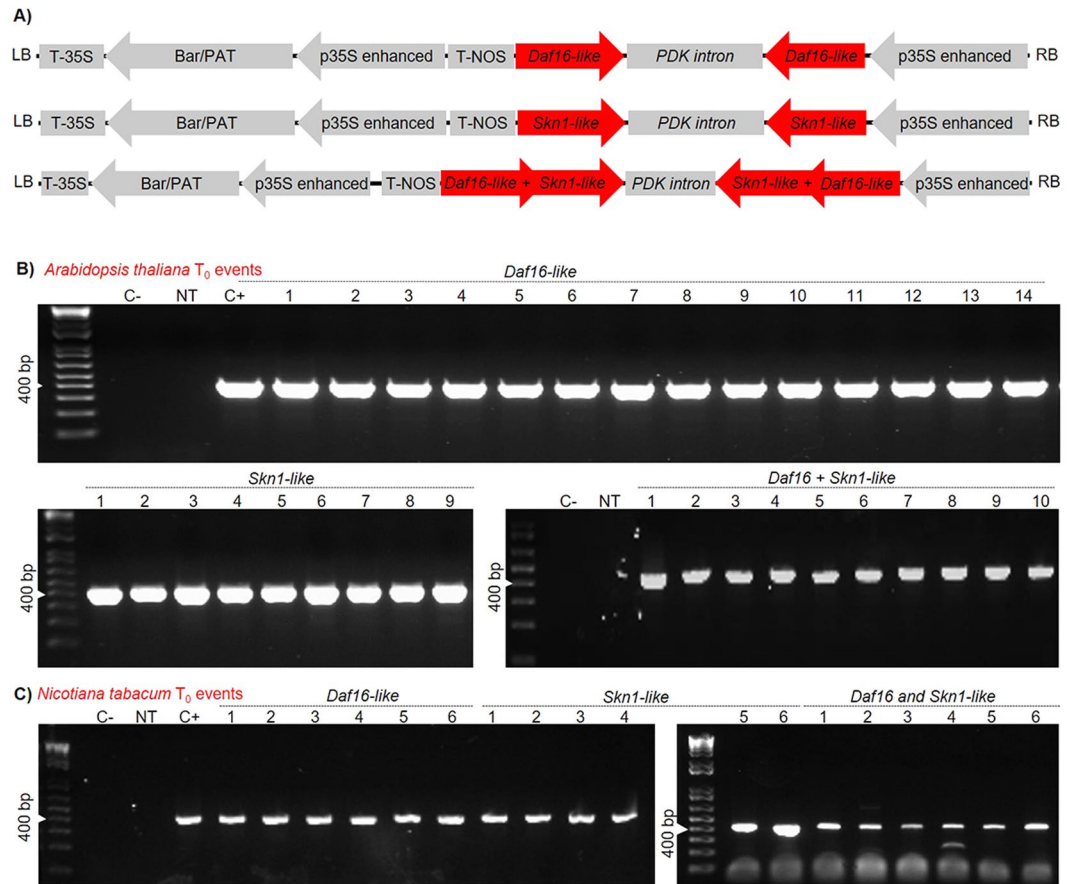 A)
LB T-35S Bar/PAT p35S enhanced T-NOS Daf16-like PDK intron Daf16-like p35S enhanced RB
LB T-35S Bar/PAT p35S enhanced T-NOS Skn1-like PDK intron Skn1-like p35S enhanced RB
LB T-35S Bar/PAT p35S enhanced T-NOS Daf16-like + Skn1-like PDK intron Skn1-like + Daf16-like p35S enhanced RB
B) Arabidopsis thaliana T0 events Daf16-like
C- NT C+ 1 2 3 4 5 6 7 8 9 10 11 12 13 14
400 bp
Skn1-like
1 2 3 4 5 6 7 8 9
400 bp
Daf16 + Skn1-like
C- NT 1 2 3 4 5 6 7 8 9 10
400 bp
C) Nicotiana tabacum T0 events Daf16-like Skn1-like Daf16 and Skn1-like
C- NT C+ 1 2 3 4 5 6 1 2 3 4 5 6 1 2 3 4 5 6
400 bp
400 bp